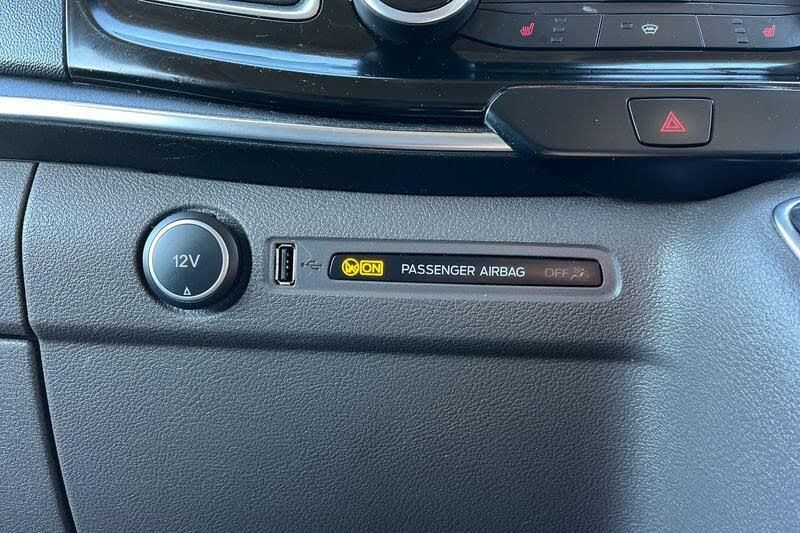 12V
ON PASSENGER AIRBAG OFF